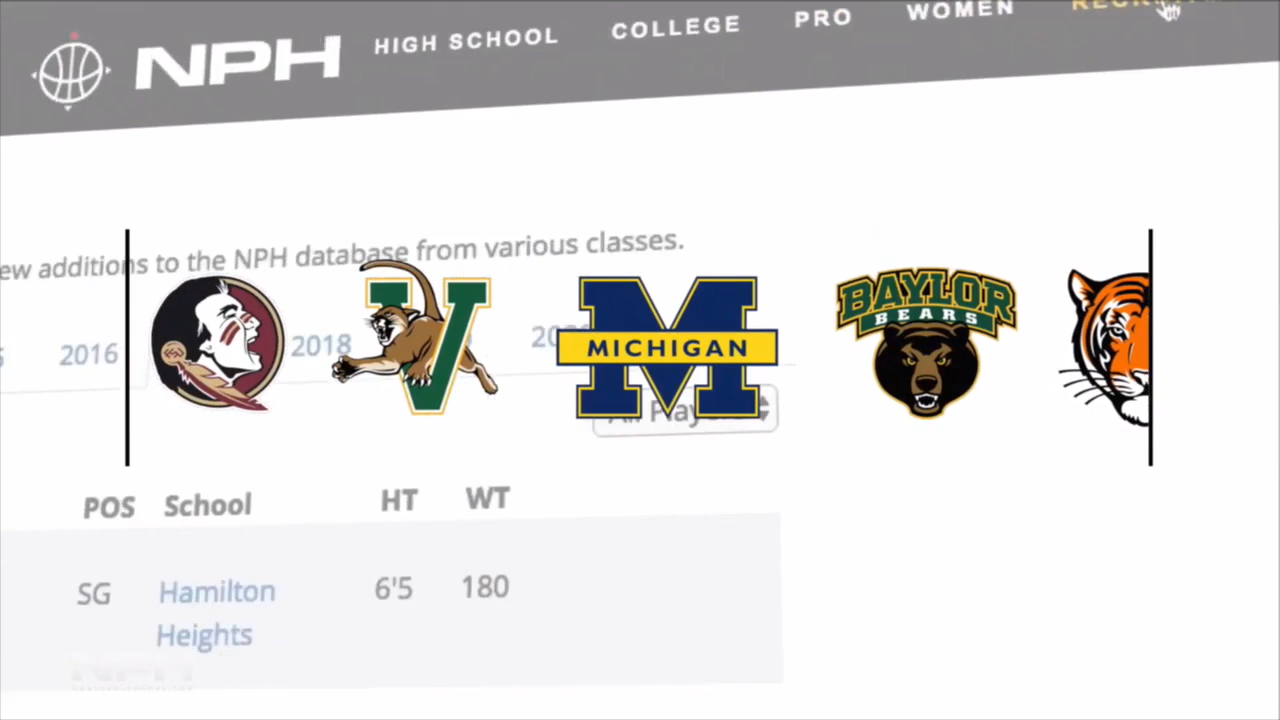 NPH HIGH SCHOOL COLLEGE PRO WOMEN
ew additions to the NPH database from various classes.
2016 2018
V
M
MICHIGAN
BAYLOR
BEARS
POS School HT WT
SG Hamilton Heights 6'5 180
NPH